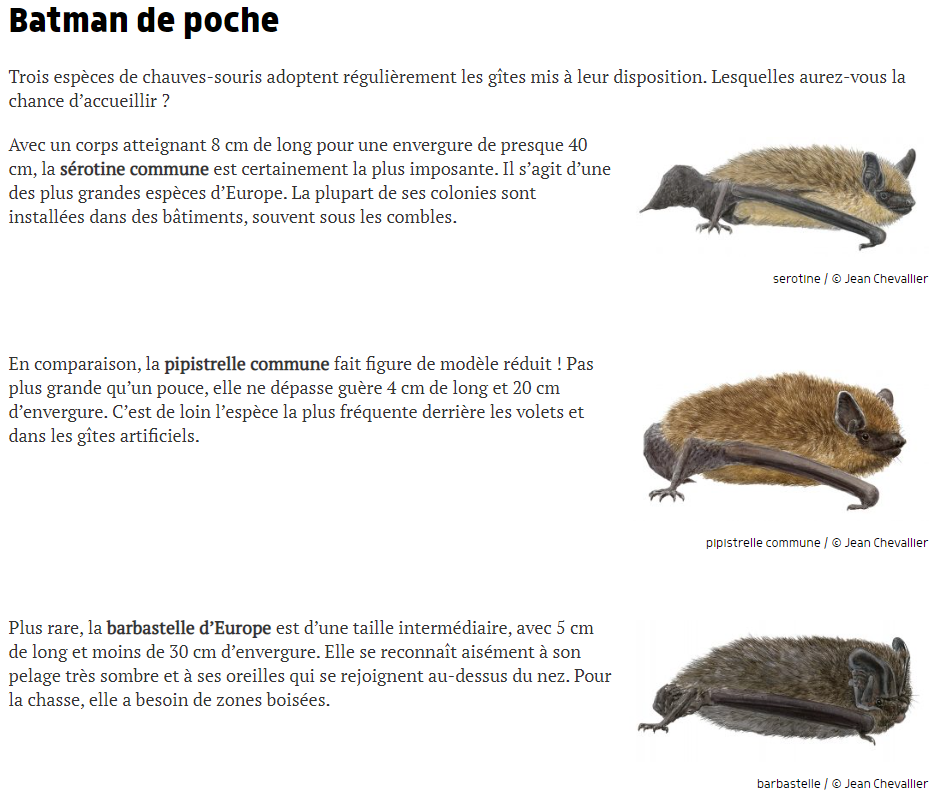 Batman de poche
Trois espèces de chauves-souris adoptent régulièrement les gîtes mis à leur disposition. Lesquelles aurez-vous la
chance d’accueillir ?
Avec un corps atteignant 8 cm de long pour une envergure de presque 40
cm, la sérotine commune est certainement la plus imposante. Il s’agit d’une
des plus grandes espèces d’Europe. La plupart de ses colonies sont
installées dans des bâtiments, souvent sous les combles.
serotine / © Jean Chevallier
En comparaison, la pipistrelle commune fait figure de modèle réduit ! Pas
plus grande qu’un pouce, elle ne dépasse guère 4 cm de long et 20 cm
d’envergure. C’est de loin l’espèce la plus fréquente derrière les volets et
dans les gîtes artificiels.
pipistrelle commune / © Jean Chevallier
Plus rare, la barbastelle d’Europe est d’une taille intermédiaire, avec 5 cm
de long et moins de 30 cm d’envergure. Elle se reconnaît aisément à son
pelage très sombre et à ses oreilles qui se rejoignent au-dessus du nez. Pour
la chasse, elle a besoin de zones boisées.
barbastelle / © Jean Chevallier